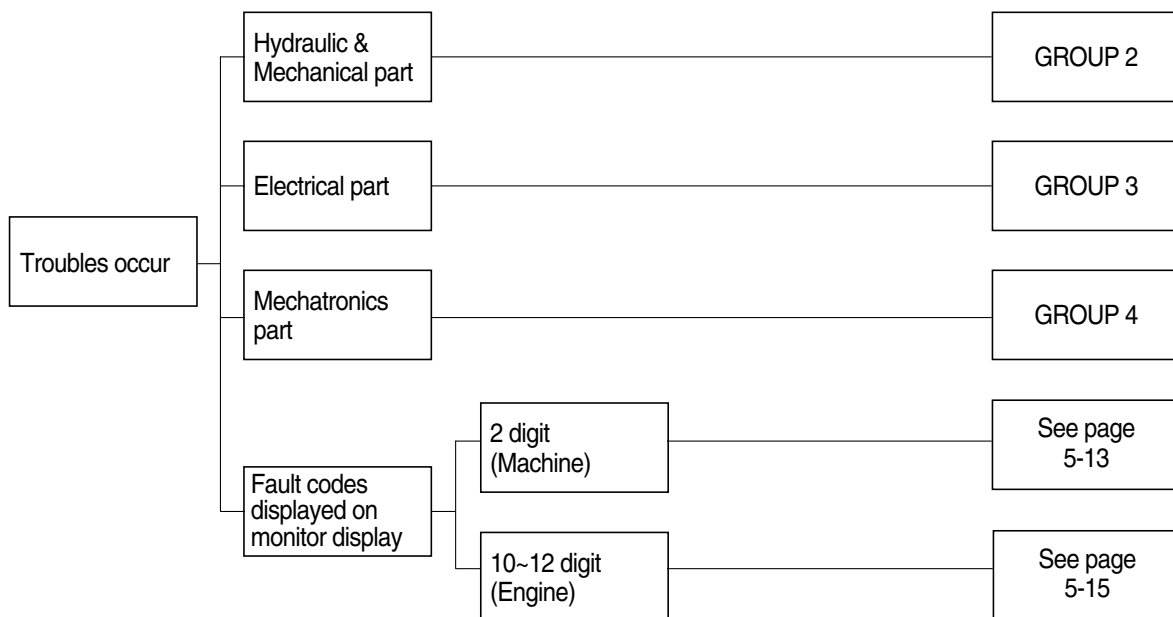 Hydraulic &
Mechanical part
GROUP 2
Electrical part
GROUP 3
Troubles occur
Mechatronics
part
GROUP 4
2 digit
(Machine)
See page
5-13
Fault codes
displayed on
monitor display
10~12 digit
(Engine)
See page
5-15